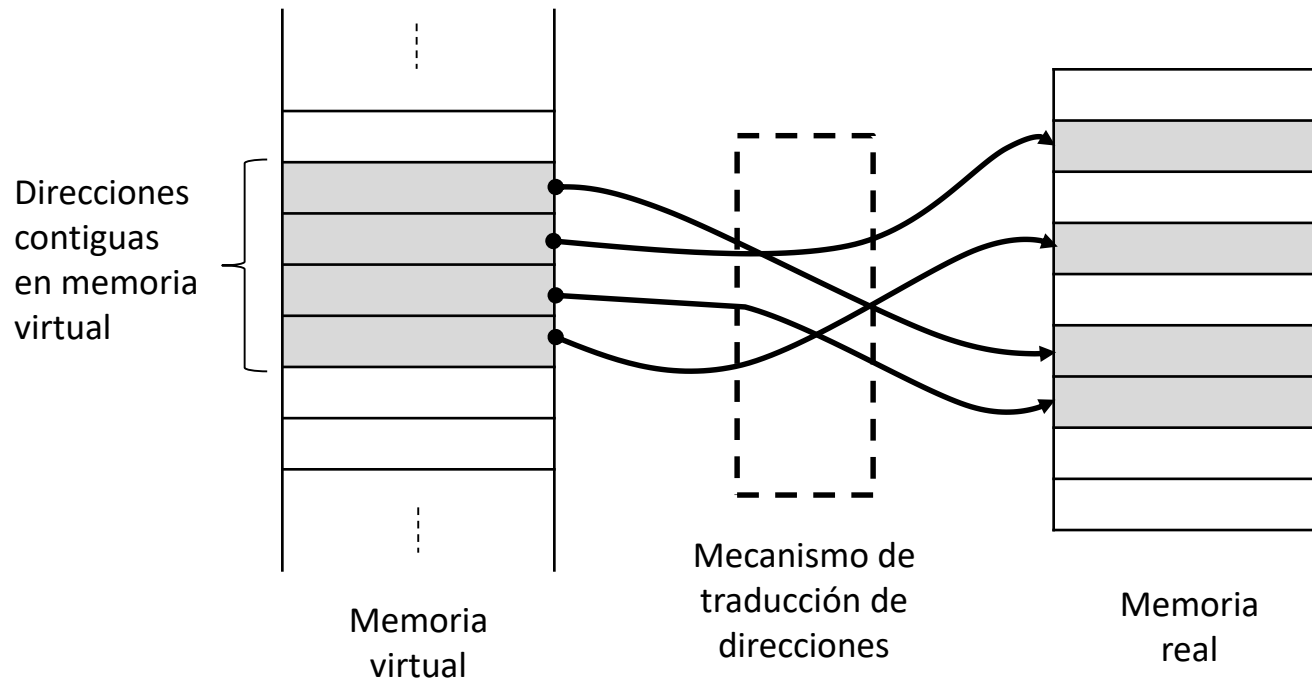 Direcciones
contiguas
en memoria
virtual
Memoria
virtual
Mecanismo de
traducción de
direcciones
Memoria
real